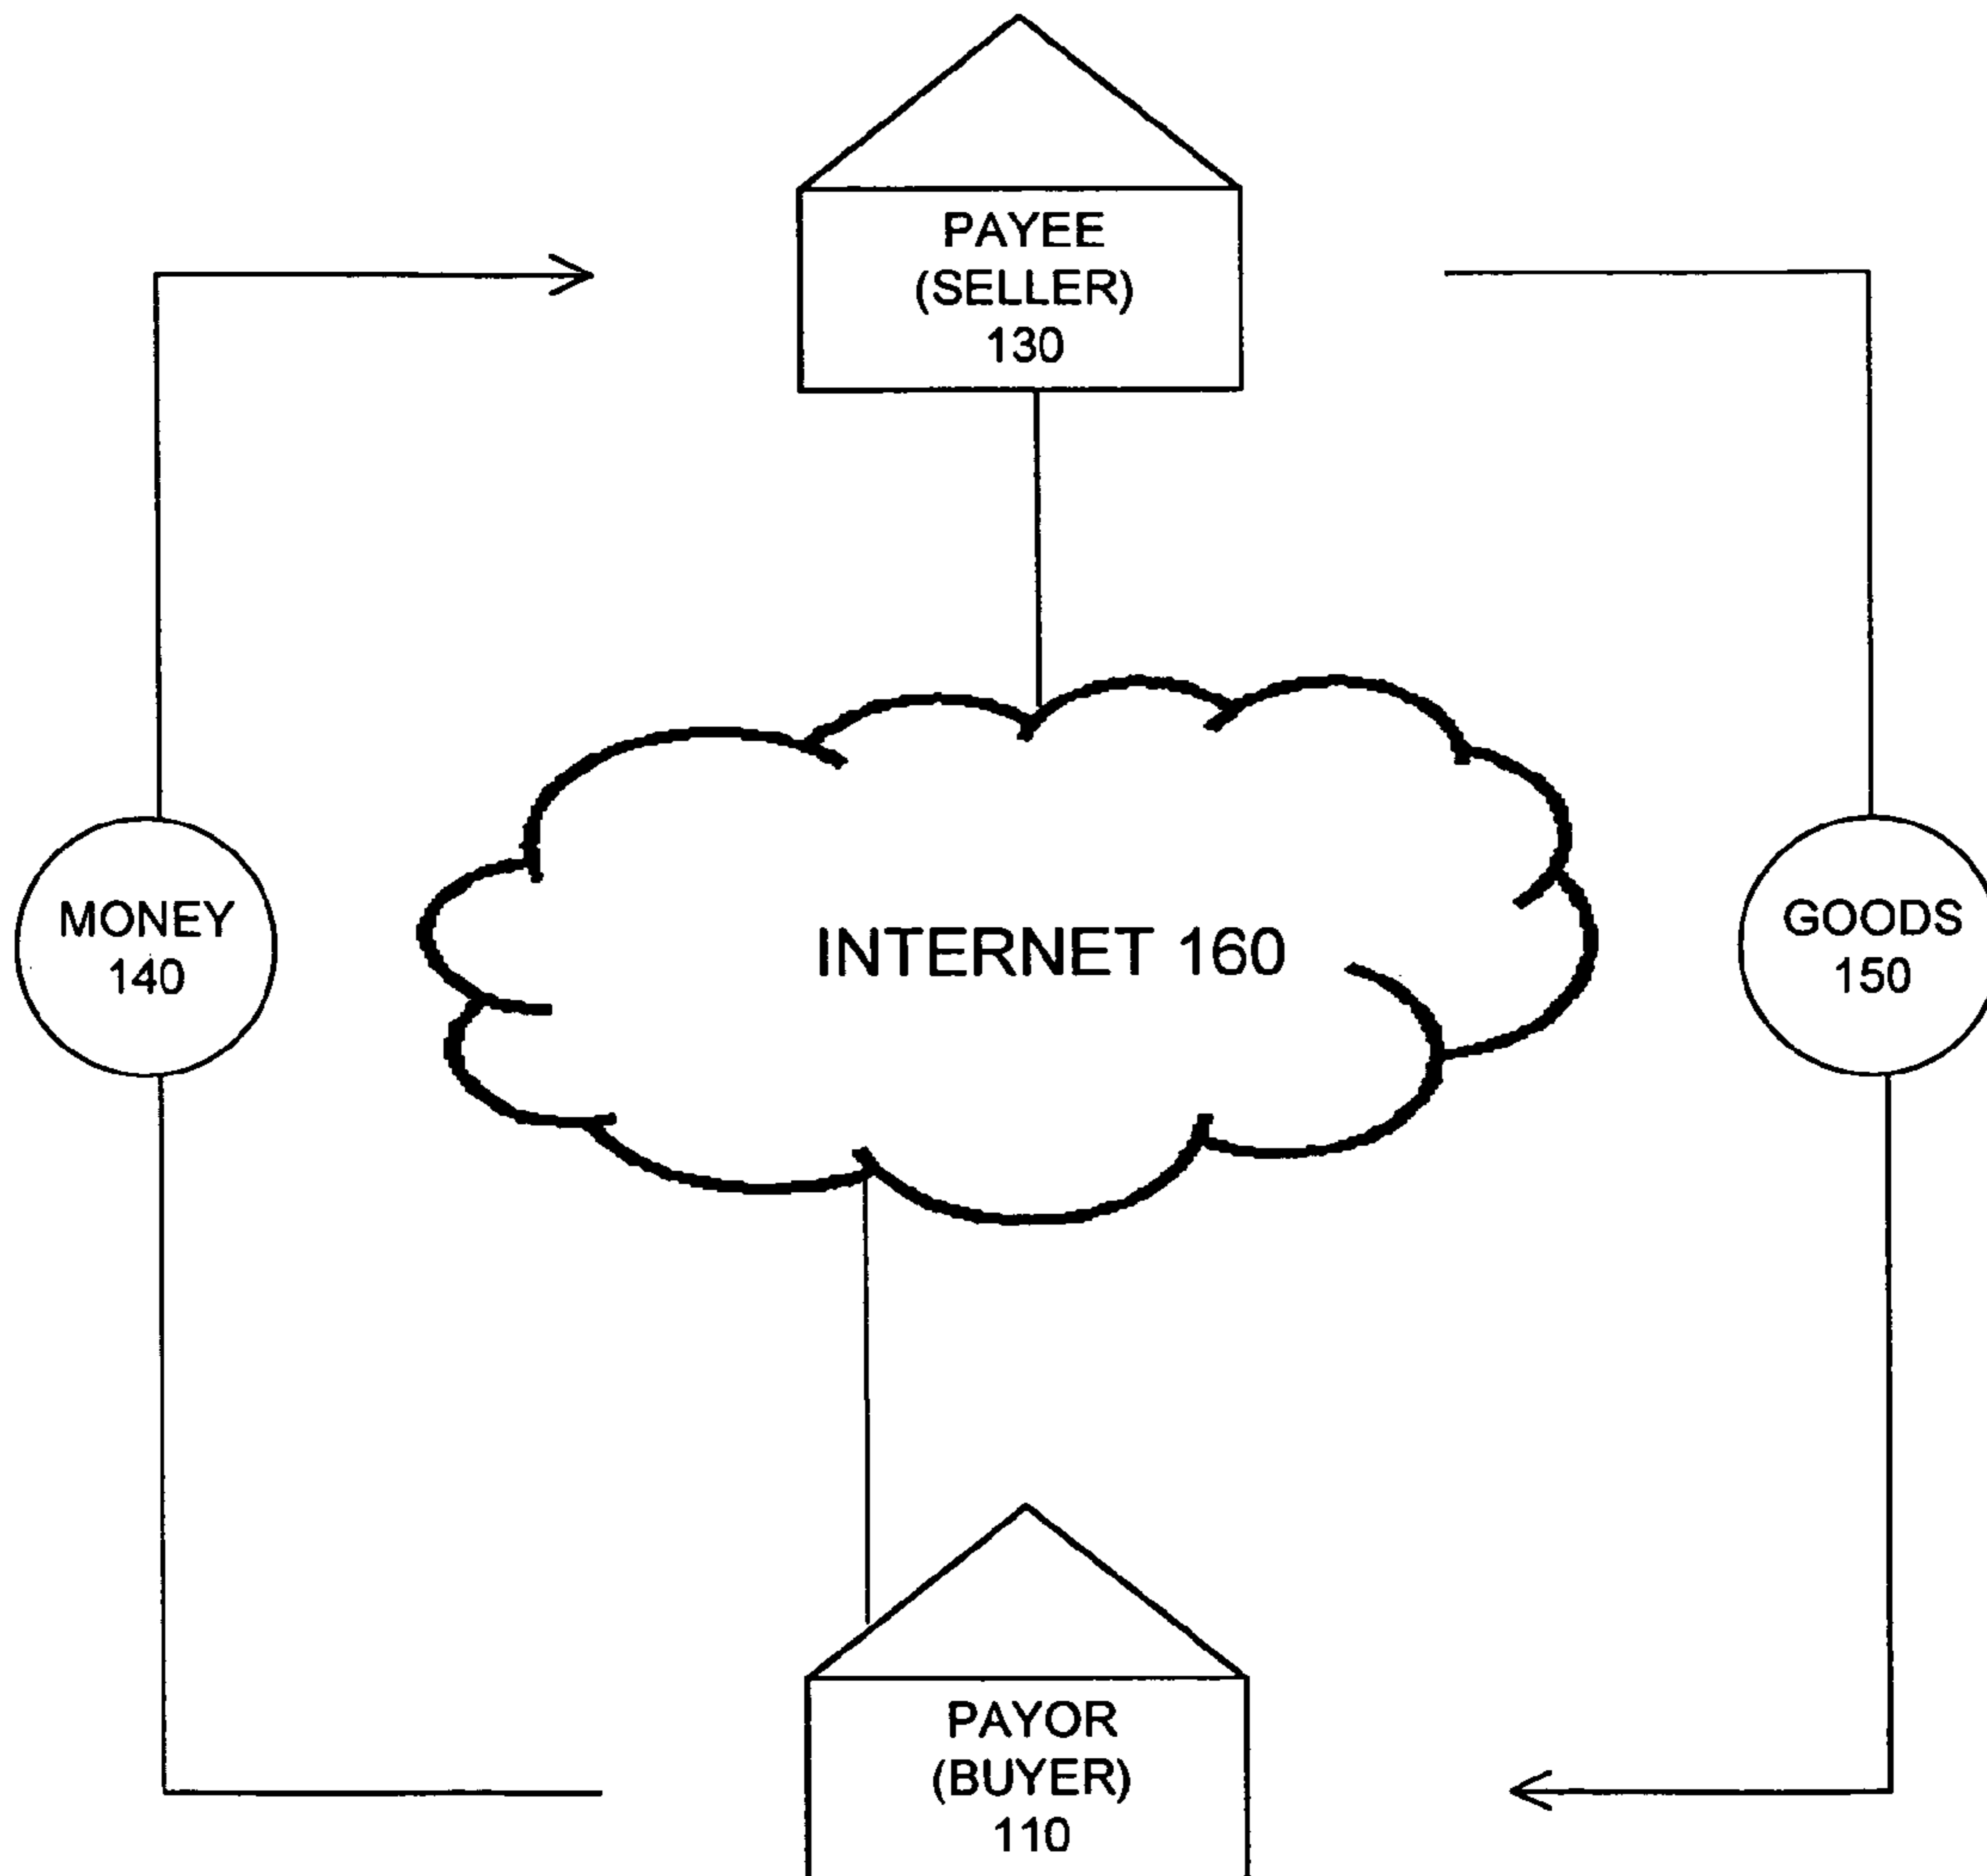 PAYEE
(SELLER)
130
MONEY
140
INTERNET 160
GOODS
150
PAYOR
(BUYER)
110